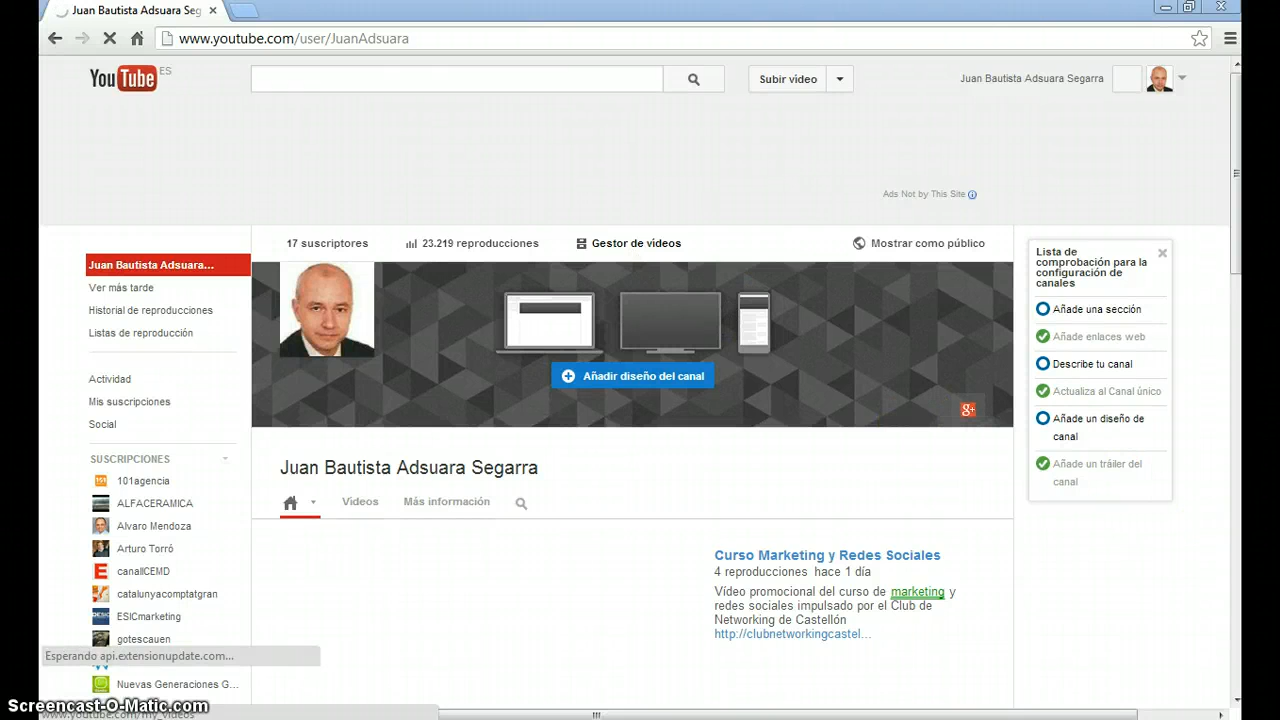 Juan Bautista Adsuara Seg
www.youtube.com/user/JuanAdsuara
YouTube ES
Subir vídeo
Juan Bautista Adsuara Segarra
Ads Not by This Site
17 suscriptores
23.219 reproducciones
Gestor de vídeos
Mostrar como público
Juan Bautista Adsuara...
Ver más tarde
Historial de reproducciones
Listas de reproducción
Actividad
Mis suscripciones
Social
SUSCRIPCIONES
101agencia
ALFACERAMICA
Alvaro Mendoza
Arturo Torró
canalICEMD
catalunyacomptatgran
ESICmarketing
gotescauen
Nuevas Generaciones G...
Añadir diseño del canal
Juan Bautista Adsuara Segarra
Vídeos
Más información
Curso Marketing y Redes Sociales
4 reproducciones hace 1 día
Vídeo promocional del curso de marketing y
redes sociales impulsado por el Club de
Networking de Castellón
http://clubnetworkingcastel...
Lista de
comprobación para la
configuración de
canales
Añade una sección
Añade enlaces web
Describe tu canal
Actualiza al Canal único
Añade un diseño de
canal
Añade un tráiler del
canal
Esperando api.extensionupdate.com...
Screencast-O-Matic.com
www.youtube.com/my_videos